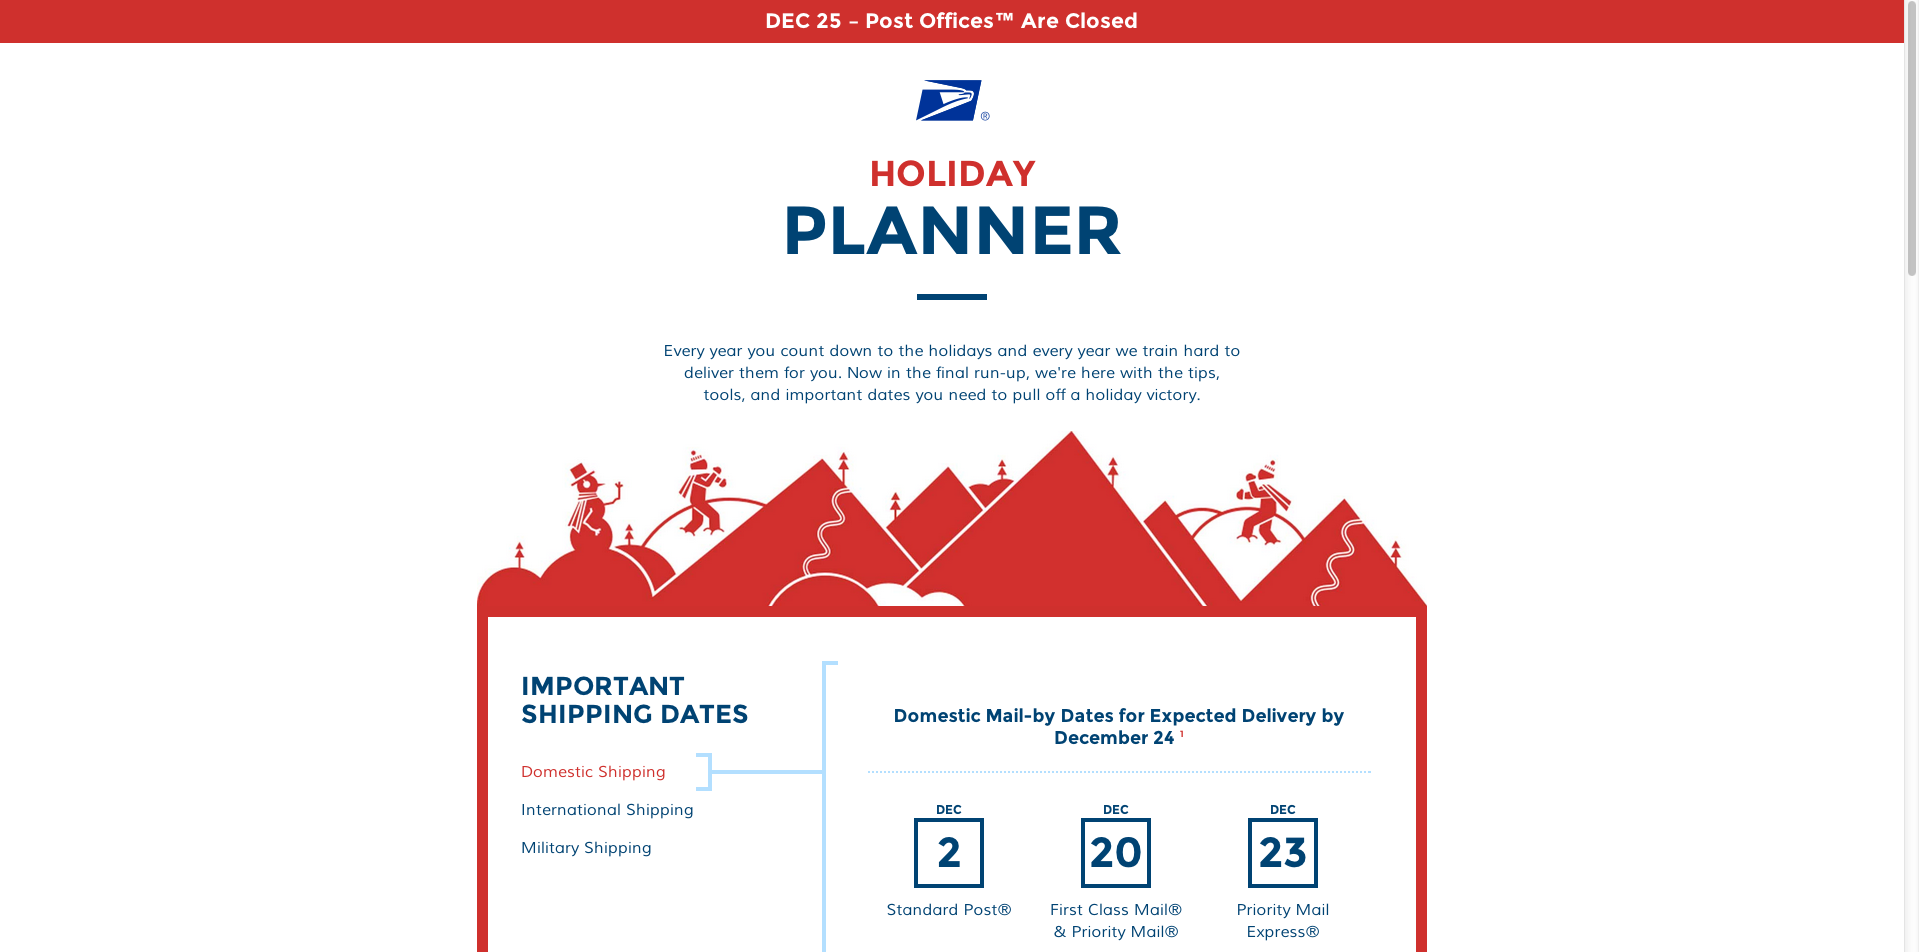 DEC 25 – Post Offices™ Are Closed
®
HOLIDAY
PLANNER
Every year you count down to the holidays and every year we train hard to
deliver them for you. Now in the final run-up, we're here with the tips,
tools, and important dates you need to pull off a holiday victory.
IMPORTANT
SHIPPING DATES
Domestic Shipping
International Shipping
Military Shipping
Domestic Mail-by Dates for Expected Delivery by
December 24 ¹
DEC
2
Standard Post®
DEC
20
First Class Mail®
& Priority Mail®
DEC
23
Priority Mail
Express®